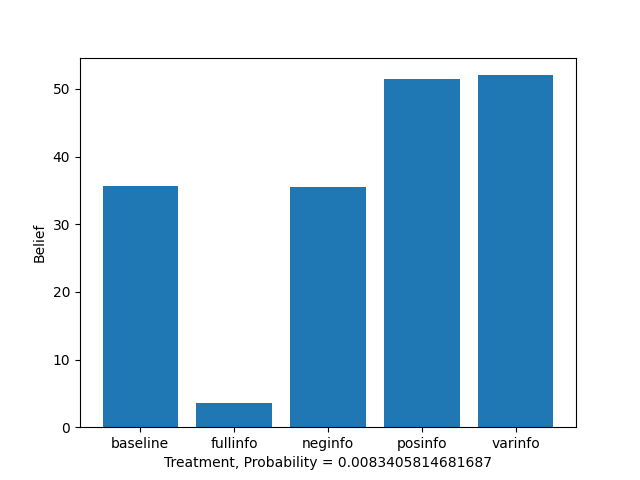 50
40
30
20
10
0
Belief
baseline fullinfo neginfo posinfo varinfo
Treatment, Probability = 0.0083405814681687